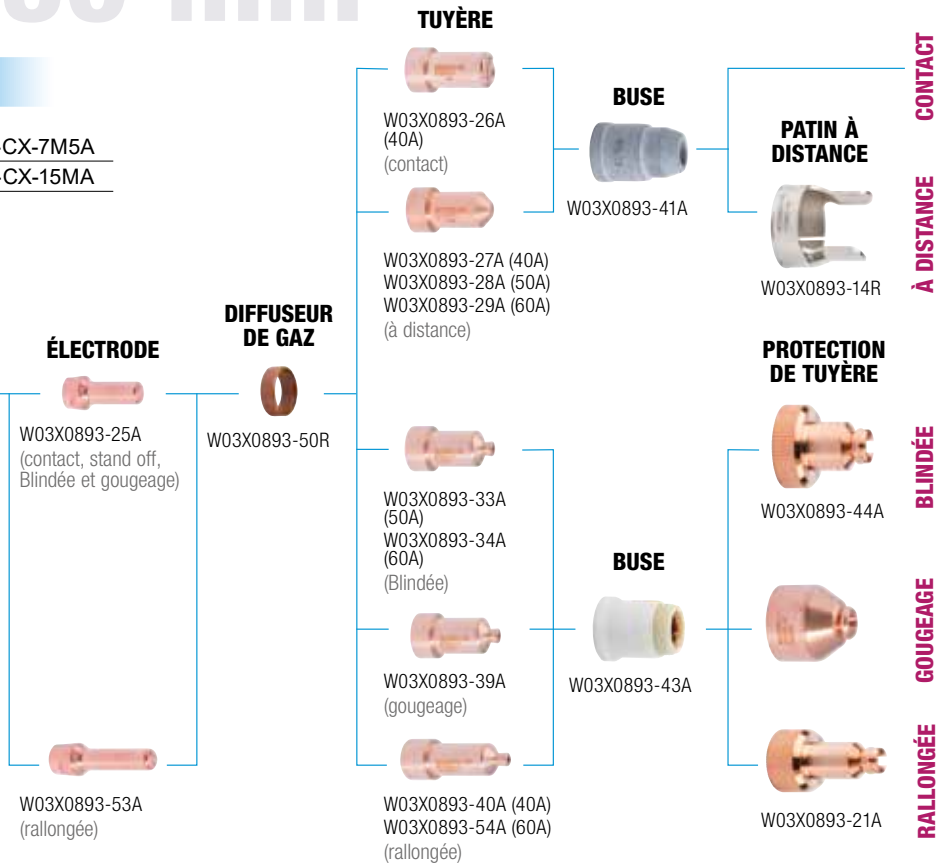 TUYÈRE
CONTACT
W03X0893-26A
(40A)
(contact)
BUSE
W03X0893-41A
PATIN À
DISTANCE
W03X0893-14R
À DISTANCE
-CX-7M5A
-CX-15MA
W03X0893-27A (40A)
W03X0893-28A (50A)
W03X0893-29A (60A)
(à distance)
ÉLECTRODE
W03X0893-25A
(contact, stand off,
Blindée et gougeage)
DIFFUSEUR
DE GAZ
W03X0893-50R
PROTECTION
DE TUYÈRE
W03X0893-44A
BLINDÉE
W03X0893-33A
(50A)
W03X0893-34A
(60A)
(Blindée)
BUSE
W03X0893-43A
GOUGEAGE
W03X0893-39A
(gougeage)
W03X0893-53A
(rallongée)
W03X0893-40A (40A)
W03X0893-54A (60A)
(rallongée)
W03X0893-21A
RALLONGÉE